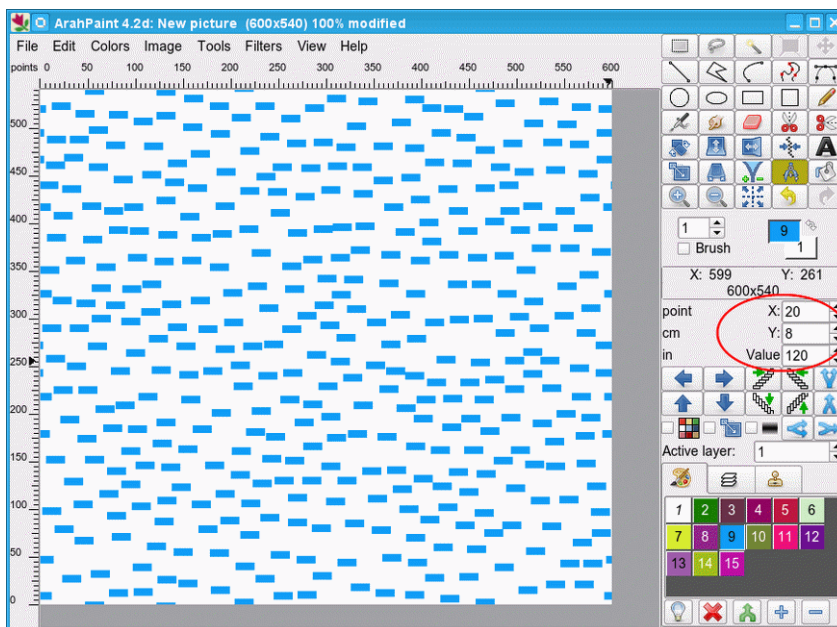 ArahPaint 4.2d: New picture (600x540) 100% modified
File Edit Colors Image Tools Filters View Help
points 0 50 100 150 200 250 300 350 400 450 500 550 600
500
450
400
350
300
250
200
150
100
50
0
A
1
Brush
9
1
X: 599 Y: 261
600x540
point X: 20
cm Y: 8
in Value 120
Active layer: 1
1 2 3 4 5 6
7 8 9 10 11 12
13 14 15